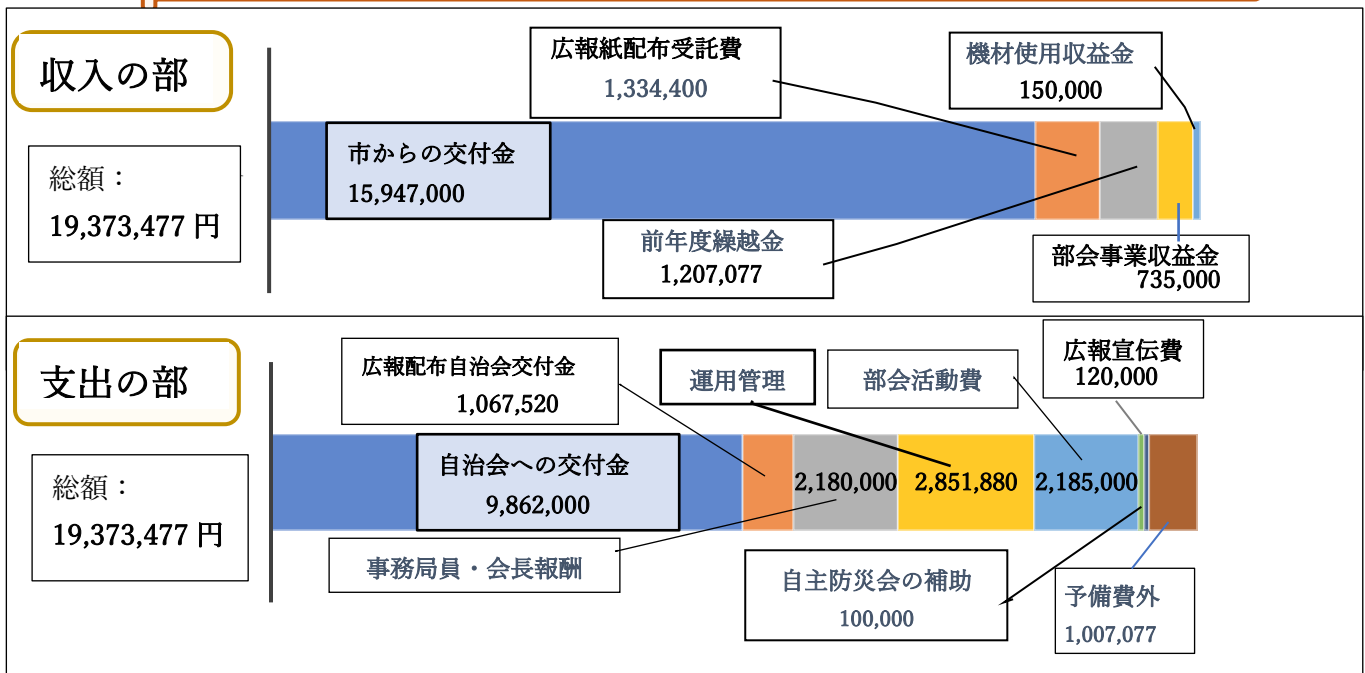 収入の部
総額：
19,373,477 円
広報紙配布受託費
1,334,400
機材使用収益金
150,000
市からの交付金
15,947,000
前年度繰越金
1,207,077
部会事業収益金
735,000
支出の部
総額：
19,373,477 円
広報配布自治会交付金
1,067,520
運用管理
部会活動費
広報宣伝費
120,000
自治会への交付金
9,862,000
2,180,000
2,851,880
2,185,000
事務局員・会長報酬
自主防災会の補助
100,000
予備費外
1,007,077